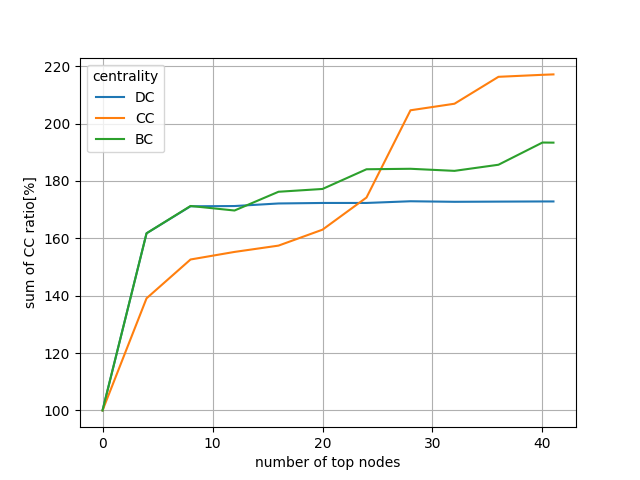 220
200
180
160
140
120
100
sum of CC ratio[%]
centrality
DC
CC
BC
0 10 20 30 40
number of top nodes